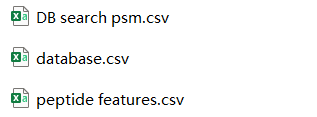 DB search psm.csv
database.csv
peptide features.csv